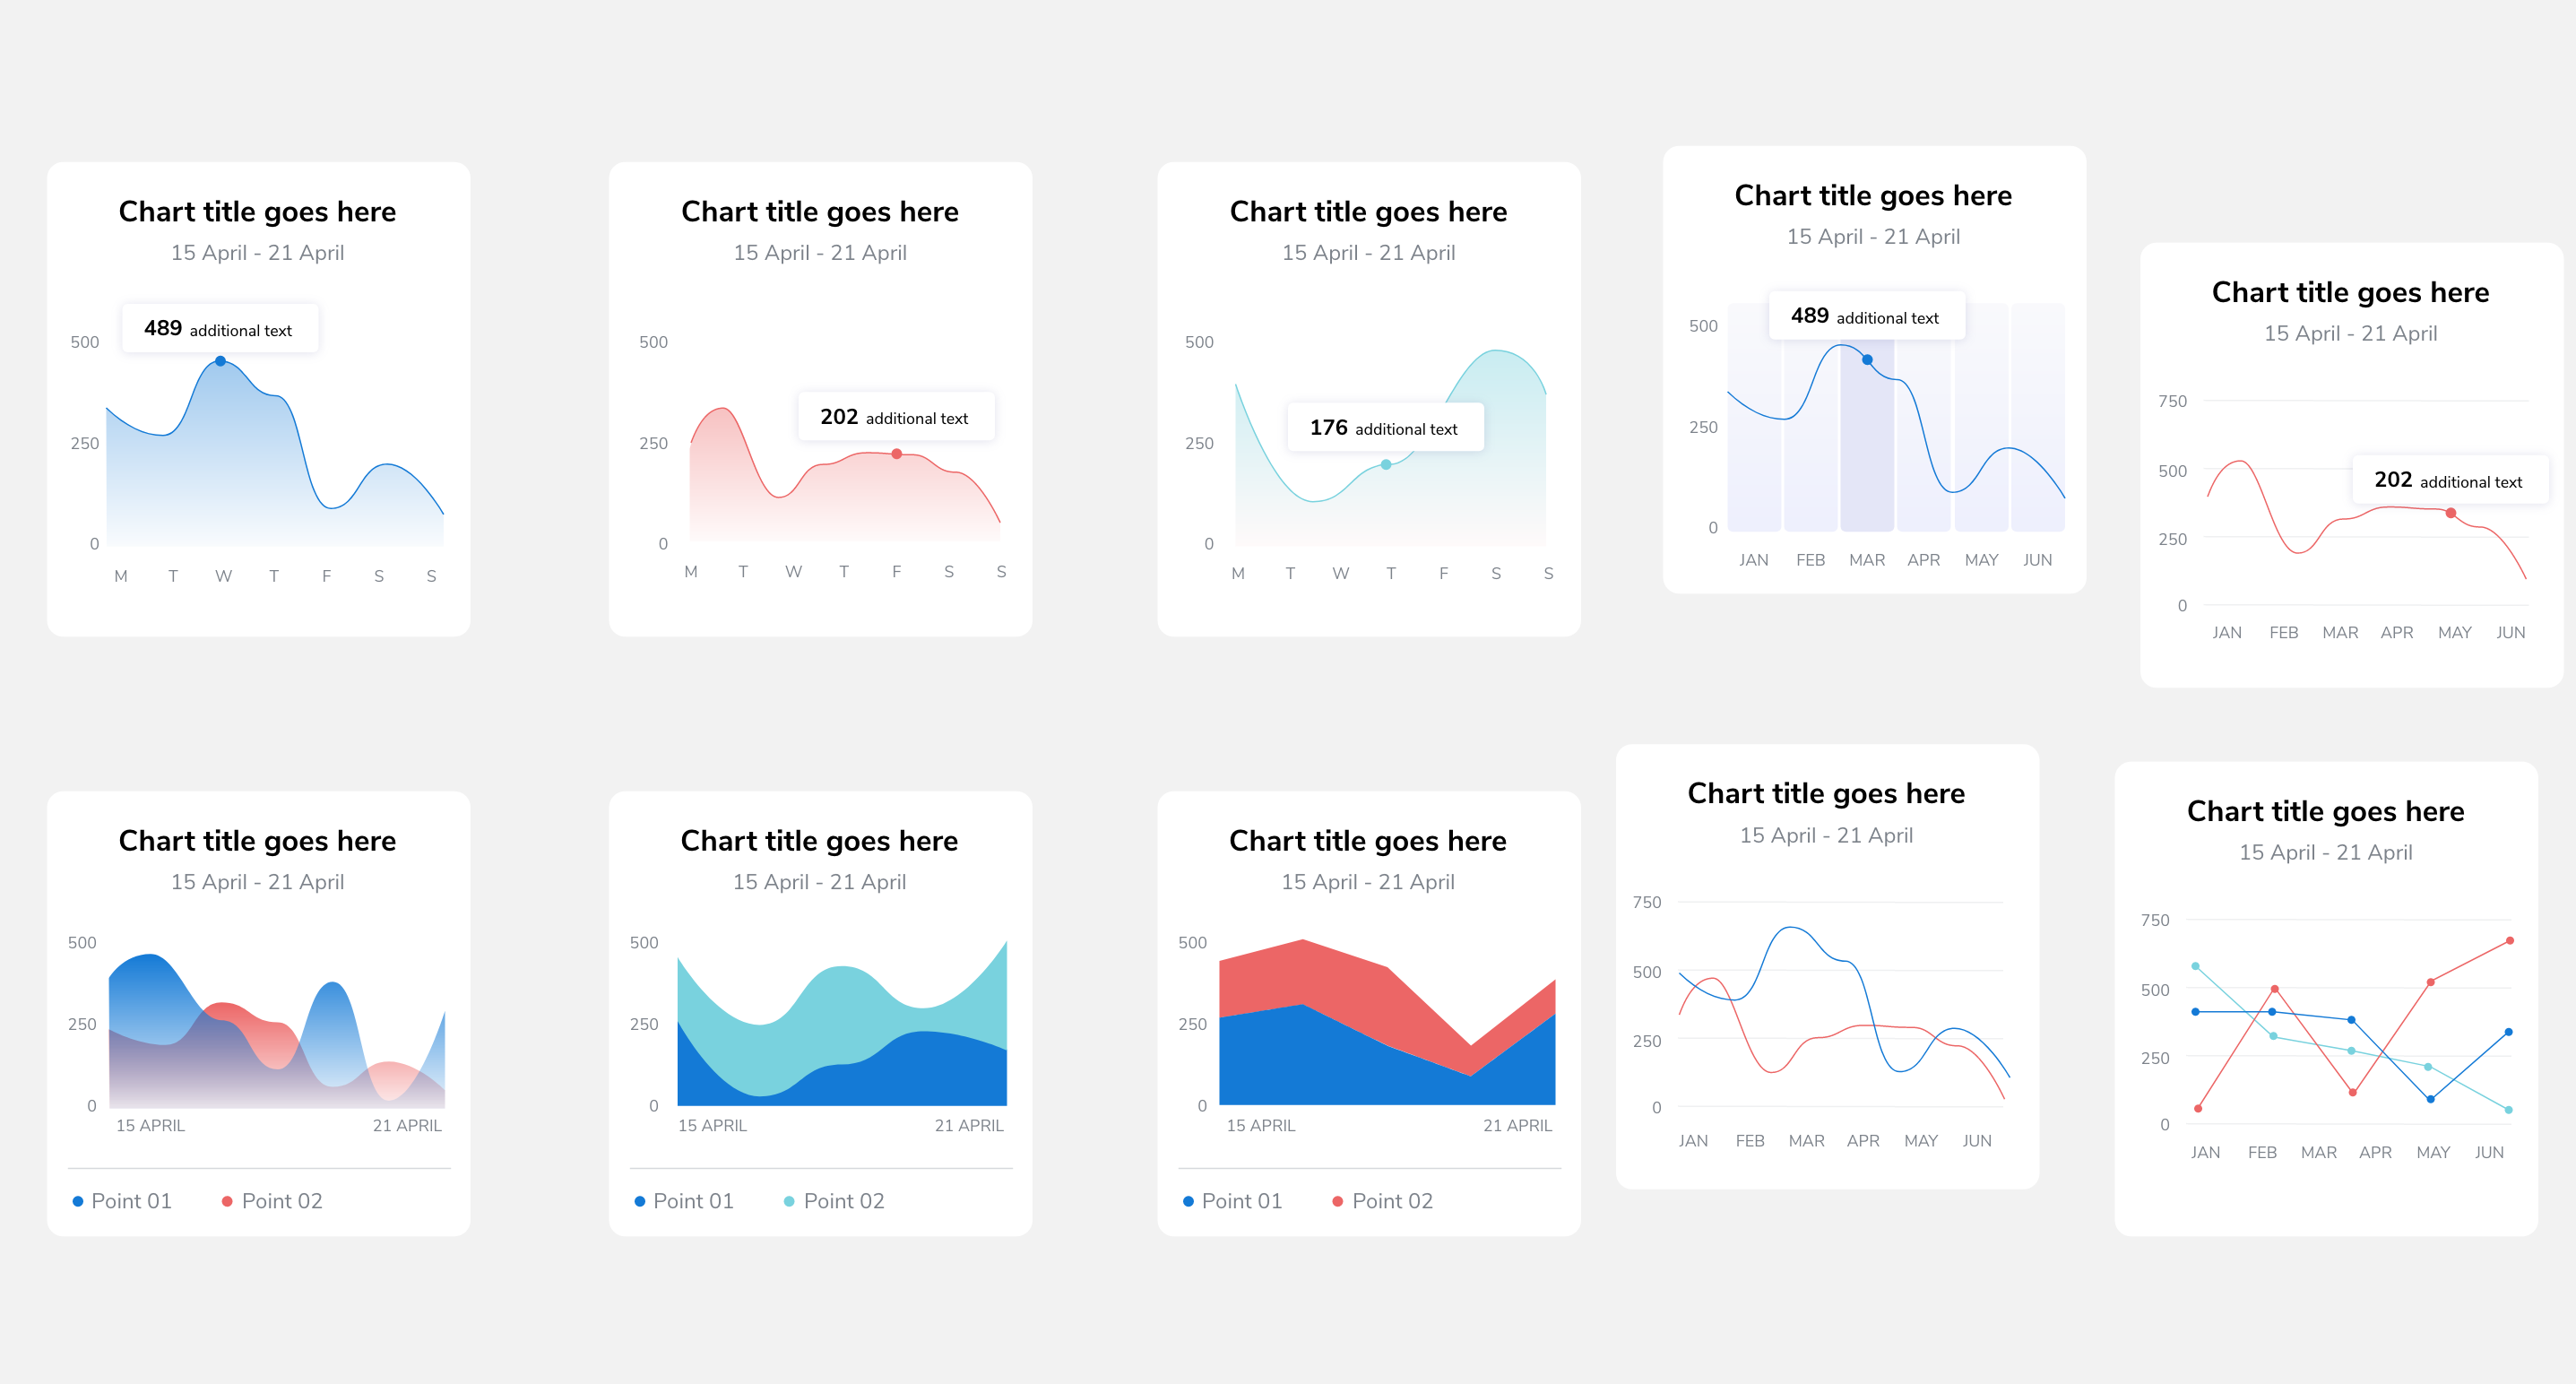 Chart title goes here
15 April - 21 April
489 additional text
500
250
0
M T W T F S S
Chart title goes here
15 April - 21 April
500
202 additional text
250
0
M T W T F S S
Chart title goes here
15 April - 21 April
500
176 additional text
250
0
M T W T F S S
Chart title goes here
15 April - 21 April
489 additional text
500
250
0
JAN FEB MAR APR MAY JUN
Chart title goes here
15 April - 21 April
750
500
202 additional text
250
0
JAN FEB MAR APR MAY JUN
Chart title goes here
15 April - 21 April
500
250
0
15 APRIL 21 APRIL
Point 01 Point 02
Chart title goes here
15 April - 21 April
500
250
0
15 APRIL 21 APRIL
Point 01 Point 02
Chart title goes here
15 April - 21 April
500
250
0
15 APRIL 21 APRIL
Point 01 Point 02
Chart title goes here
15 April - 21 April
750
500
250
0
JAN FEB MAR APR MAY JUN
Chart title goes here
15 April - 21 April
750
500
250
0
JAN FEB MAR APR MAY JUN